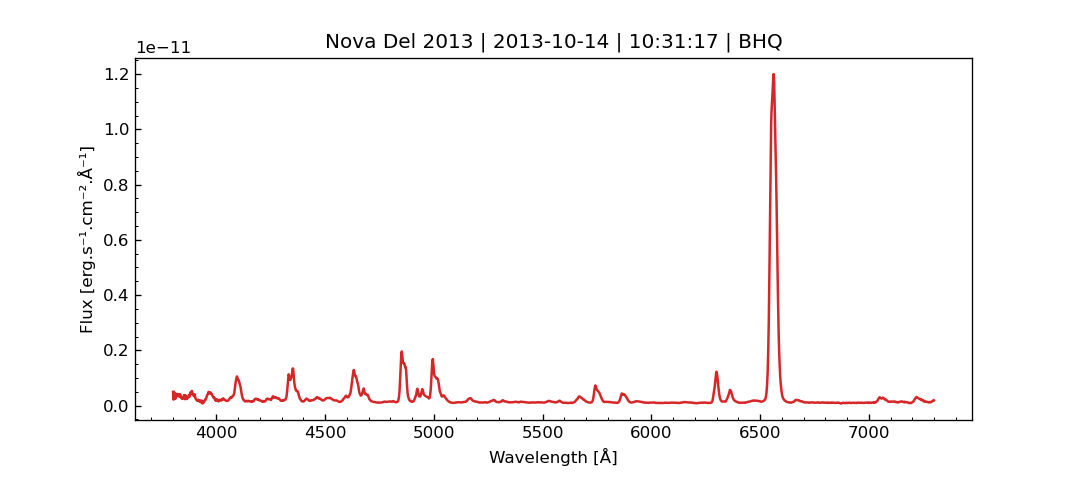 Nova Del 2013 | 2013-10-14 | 10:31:17 | BHQ
1e−11
1.2
1.0
0.8
0.6
0.4
0.2
0.0
Flux [erg.s⁻¹.cm⁻².Å⁻¹]
4000 4500 5000 5500 6000 6500 7000
Wavelength [Å]